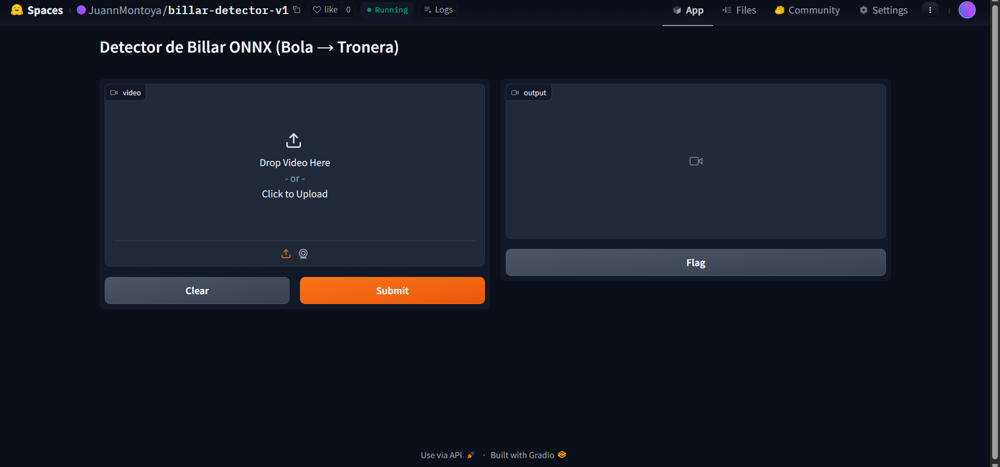 Spaces JuannMontoya/billar-detector-v1 like 0 Running Logs App Files Community Settings
Detector de Billar ONNX (Bola → Tronera)
video
Drop Video Here
- or -
Click to Upload
Clear Submit
output
Flag
Use via API · Built with Gradio